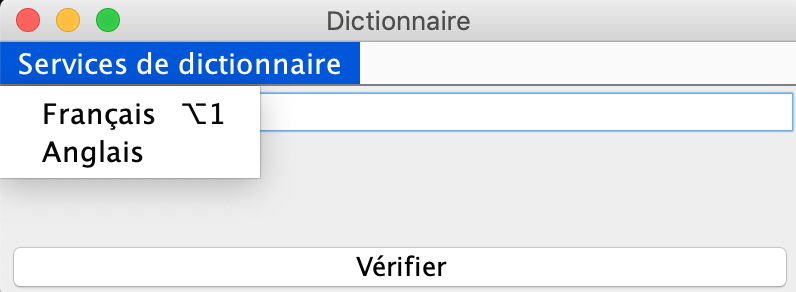 Dictionnaire
Services de dictionnaire
Français ⌥1
Anglais
Vérifier